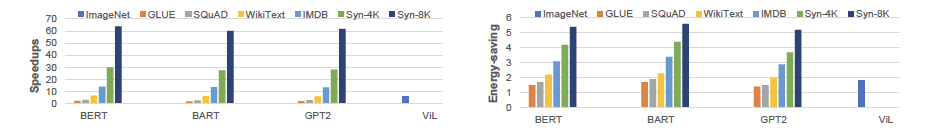 ImageNet GLUE SQuAD WikiText IMDB Syn-4K Syn-8K
Speedups
70
60
50
40
30
20
10
0
BERT BART GPT2 ViL
ImageNet GLUE SQuAD WikiText IMDB Syn-4K Syn-8K
Energy-saving
6
5
4
3
2
1
0
BERT BART GPT2 ViL